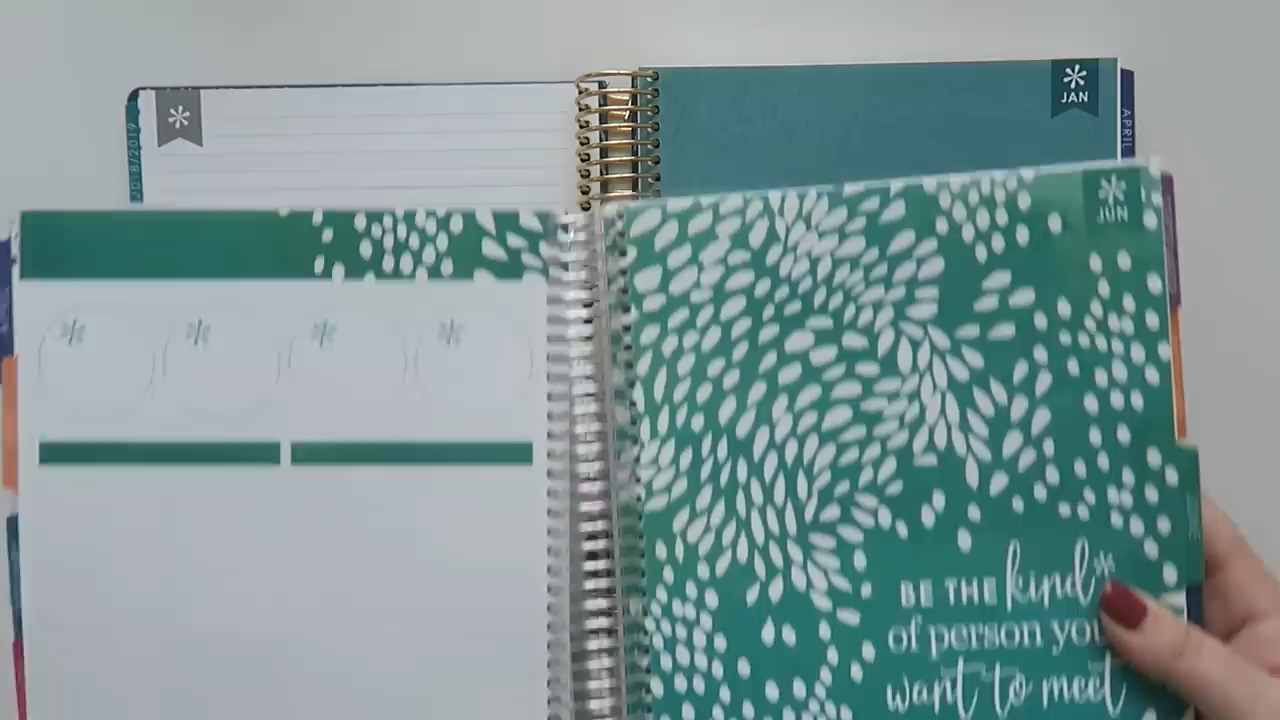 2018/2019
JAN
APRIL
JUN
BE THE kind*
of person you
want to meet